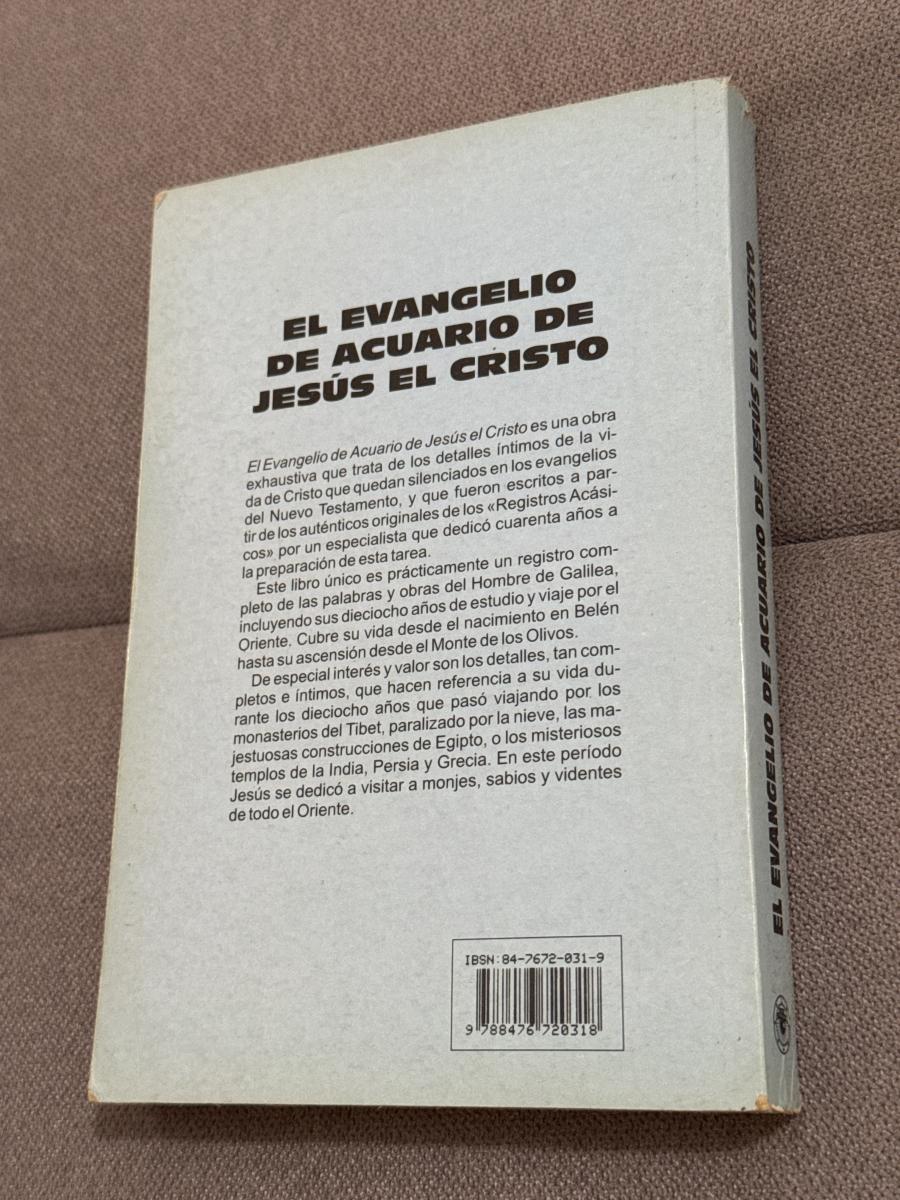 EL EVANGELIO
DE ACUARIO DE
JESÚS EL CRISTO
El Evangelio de Acuario de Jesús el Cristo es una obra
exhaustiva que trata de los detalles íntimos de la vi-
da de Cristo que quedan silenciados en los evangelios
del Nuevo Testamento, y que fueron escritos a par-
tir de los auténticos originales de los «Registros Acási-
cos» por un especialista que dedicó cuarenta años a
la preparación de esta tarea.
Este libro único es prácticamente un registro com-
pleto de las palabras y obras del Hombre de Galilea,
incluyendo sus dieciocho años de estudio y viaje por el
Oriente. Cubre su vida desde el nacimiento en Belén
hasta su ascensión desde el Monte de los Olivos.
De especial interés y valor son los detalles, tan com-
pletos e íntimos, que hacen referencia a su vida du-
rante los dieciocho años que pasó viajando por los
monasterios del Tibet, paralizado por la nieve, las ma-
jestuosas construcciones de Egipto, o los misteriosos
templos de la India, Persia y Grecia. En este período
Jesús se dedicó a visitar a monjes, sabios y videntes
de todo el Oriente.
IBSN: 84-7672-031-9
9 788476 720318
EL EVANGELIO DE ACUARIO DE JESÚS EL CRISTO